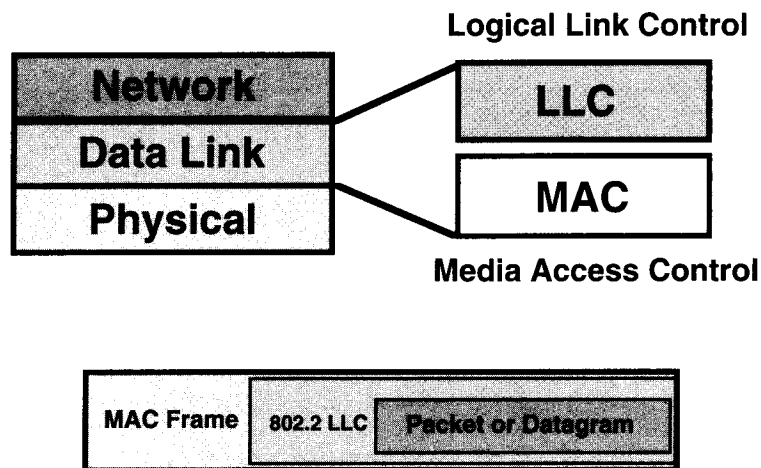 Logical Link Control
Network
LLC
Data Link
MAC
Physical
Media Access Control
MAC Frame
802.2 LLC
Packet or Datagram